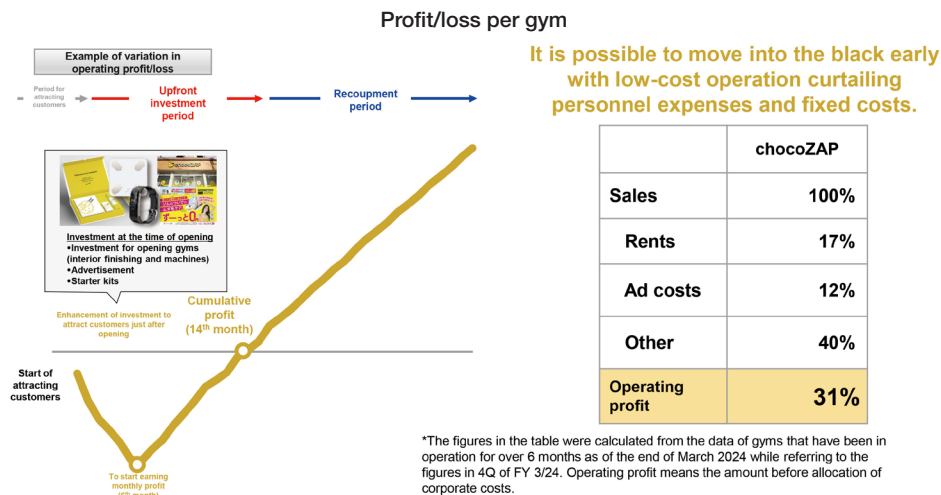 Profit/loss per gym
Example of variation in
operating profit/loss
Period for
attracting
customers
Upfront
investment
period
Recoupment
period
Investment at the time of opening
•Investment for opening gyms
(interior finishing and machines)
•Advertisement
•Starter kits
Enhancement of investment to
attract customers just after
opening
Cumulative
profit
(14th month)
Start of
attracting
customers
To start earning
monthly profit
It is possible to move into the black early
with low-cost operation curtailing
personnel expenses and fixed costs.
chocoZAP
Sales 100%
Rents 17%
Ad costs 12%
Other 40%
Operating
profit 31%
*The figures in the table were calculated from the data of gyms that have been in
operation for over 6 months as of the end of March 2024 while referring to the
figures in 4Q of FY 3/24. Operating profit means the amount before allocation of
corporate costs.